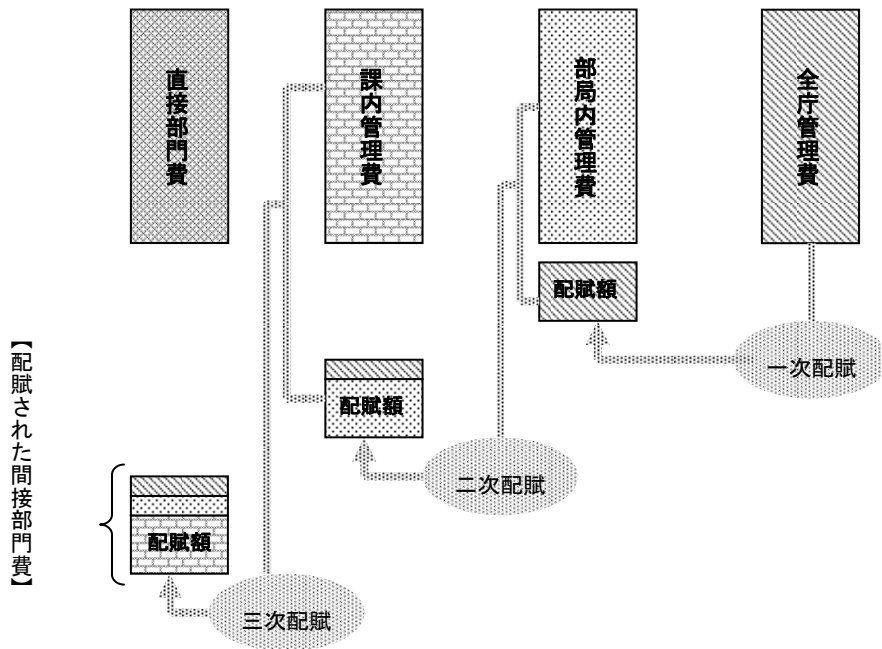 直接部門費
課内管理費
部局内管理費
全庁管理費
配賦額
一次配賦
配賦額
二次配賦
【配賦された間接部門費】
配賦額
三次配賦